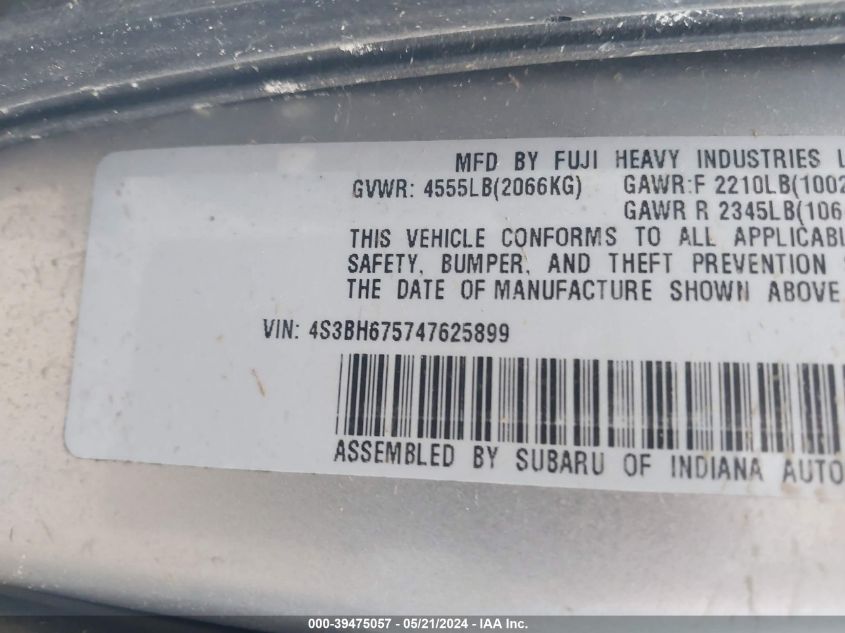 MFD BY FUJI HEAVY INDUSTRIES L
GVWR: 4555LB(2066KG) GAWR:F 2210LB(1002
GAWR R 2345LB(106
THIS VEHICLE CONFORMS TO ALL APPLICABL
SAFETY, BUMPER, AND THEFT PREVENTION
THE DATE OF MANUFACTURE SHOWN ABOVE
VIN: 4S3BH675747625899
ASSEMBLED BY SUBARU OF INDIANA AUTO
000-39475057 - 05/21/2024 - IAA Inc.